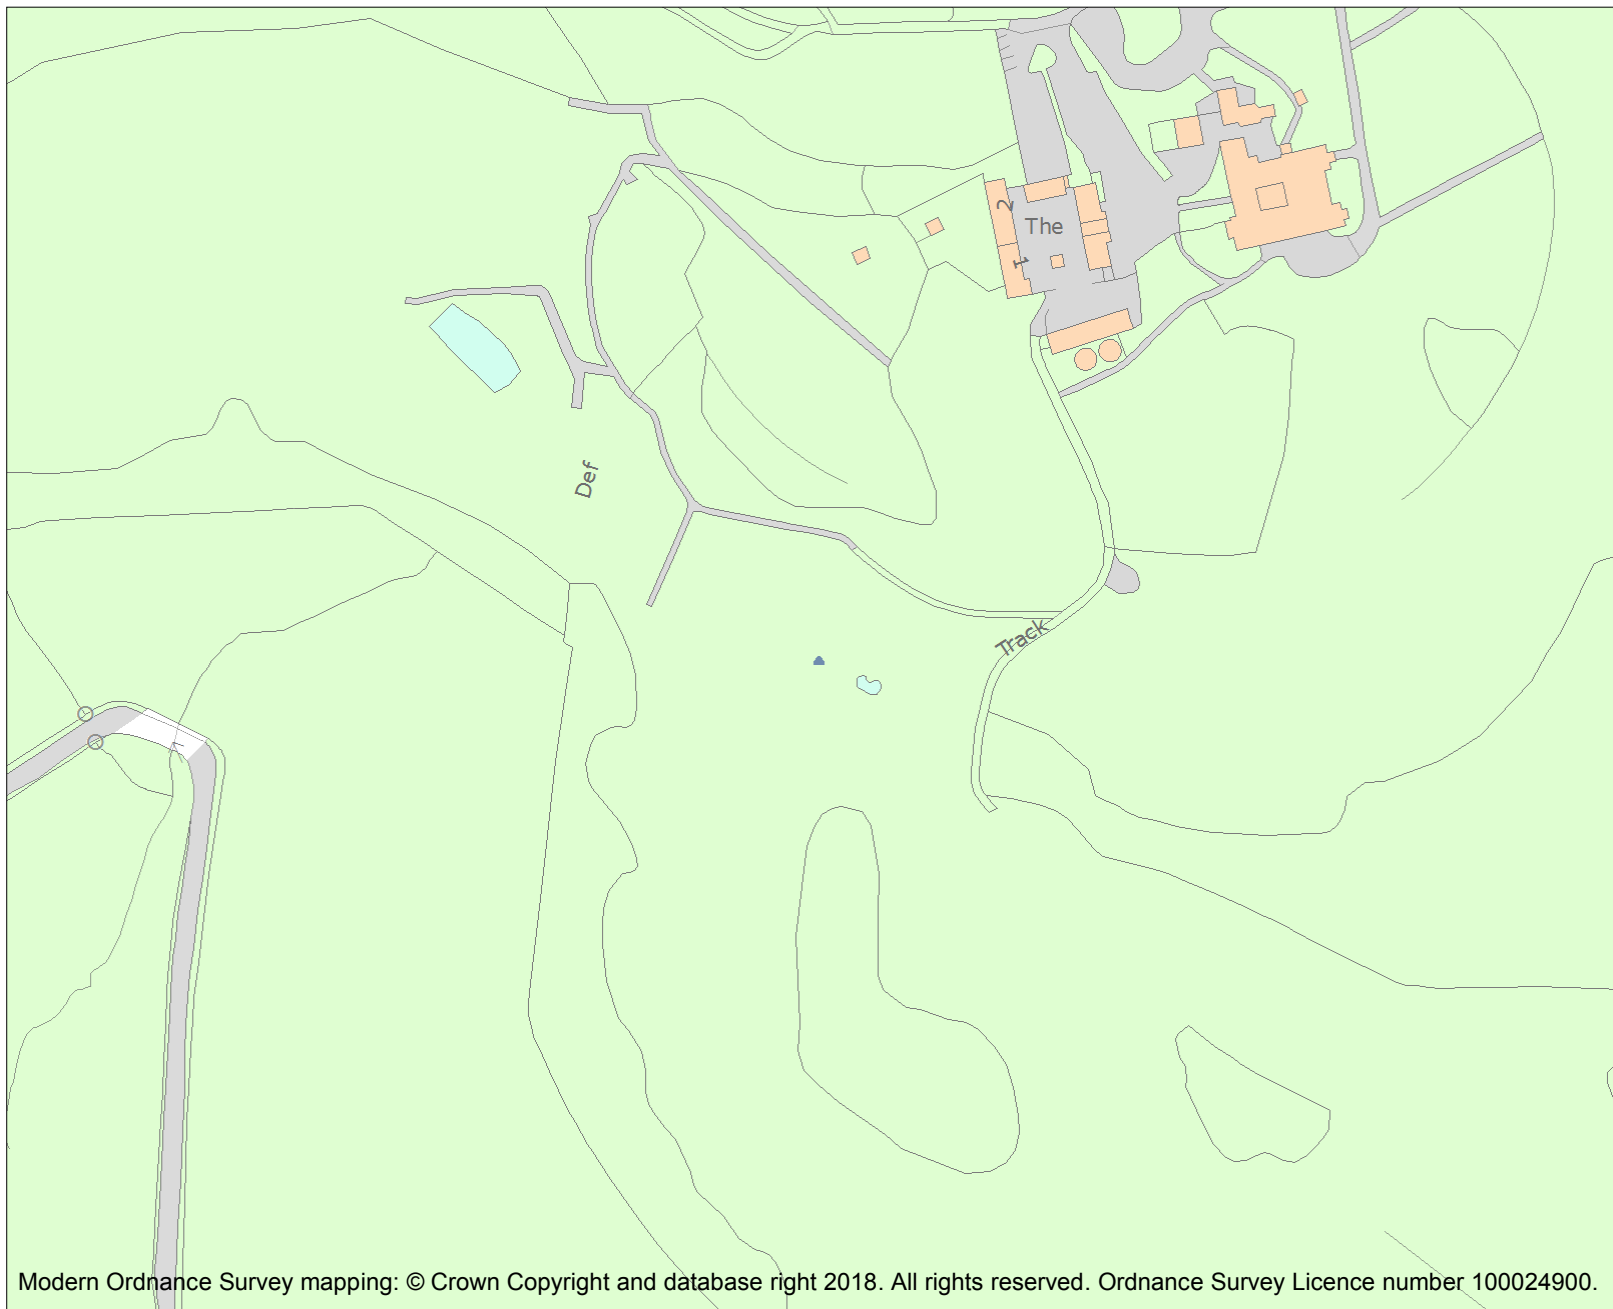 2
The
1
Def
Track
Modern Ordnance Survey mapping: © Crown Copyright and database right 2018. All rights reserved. Ordnance Survey Licence number 100024900.